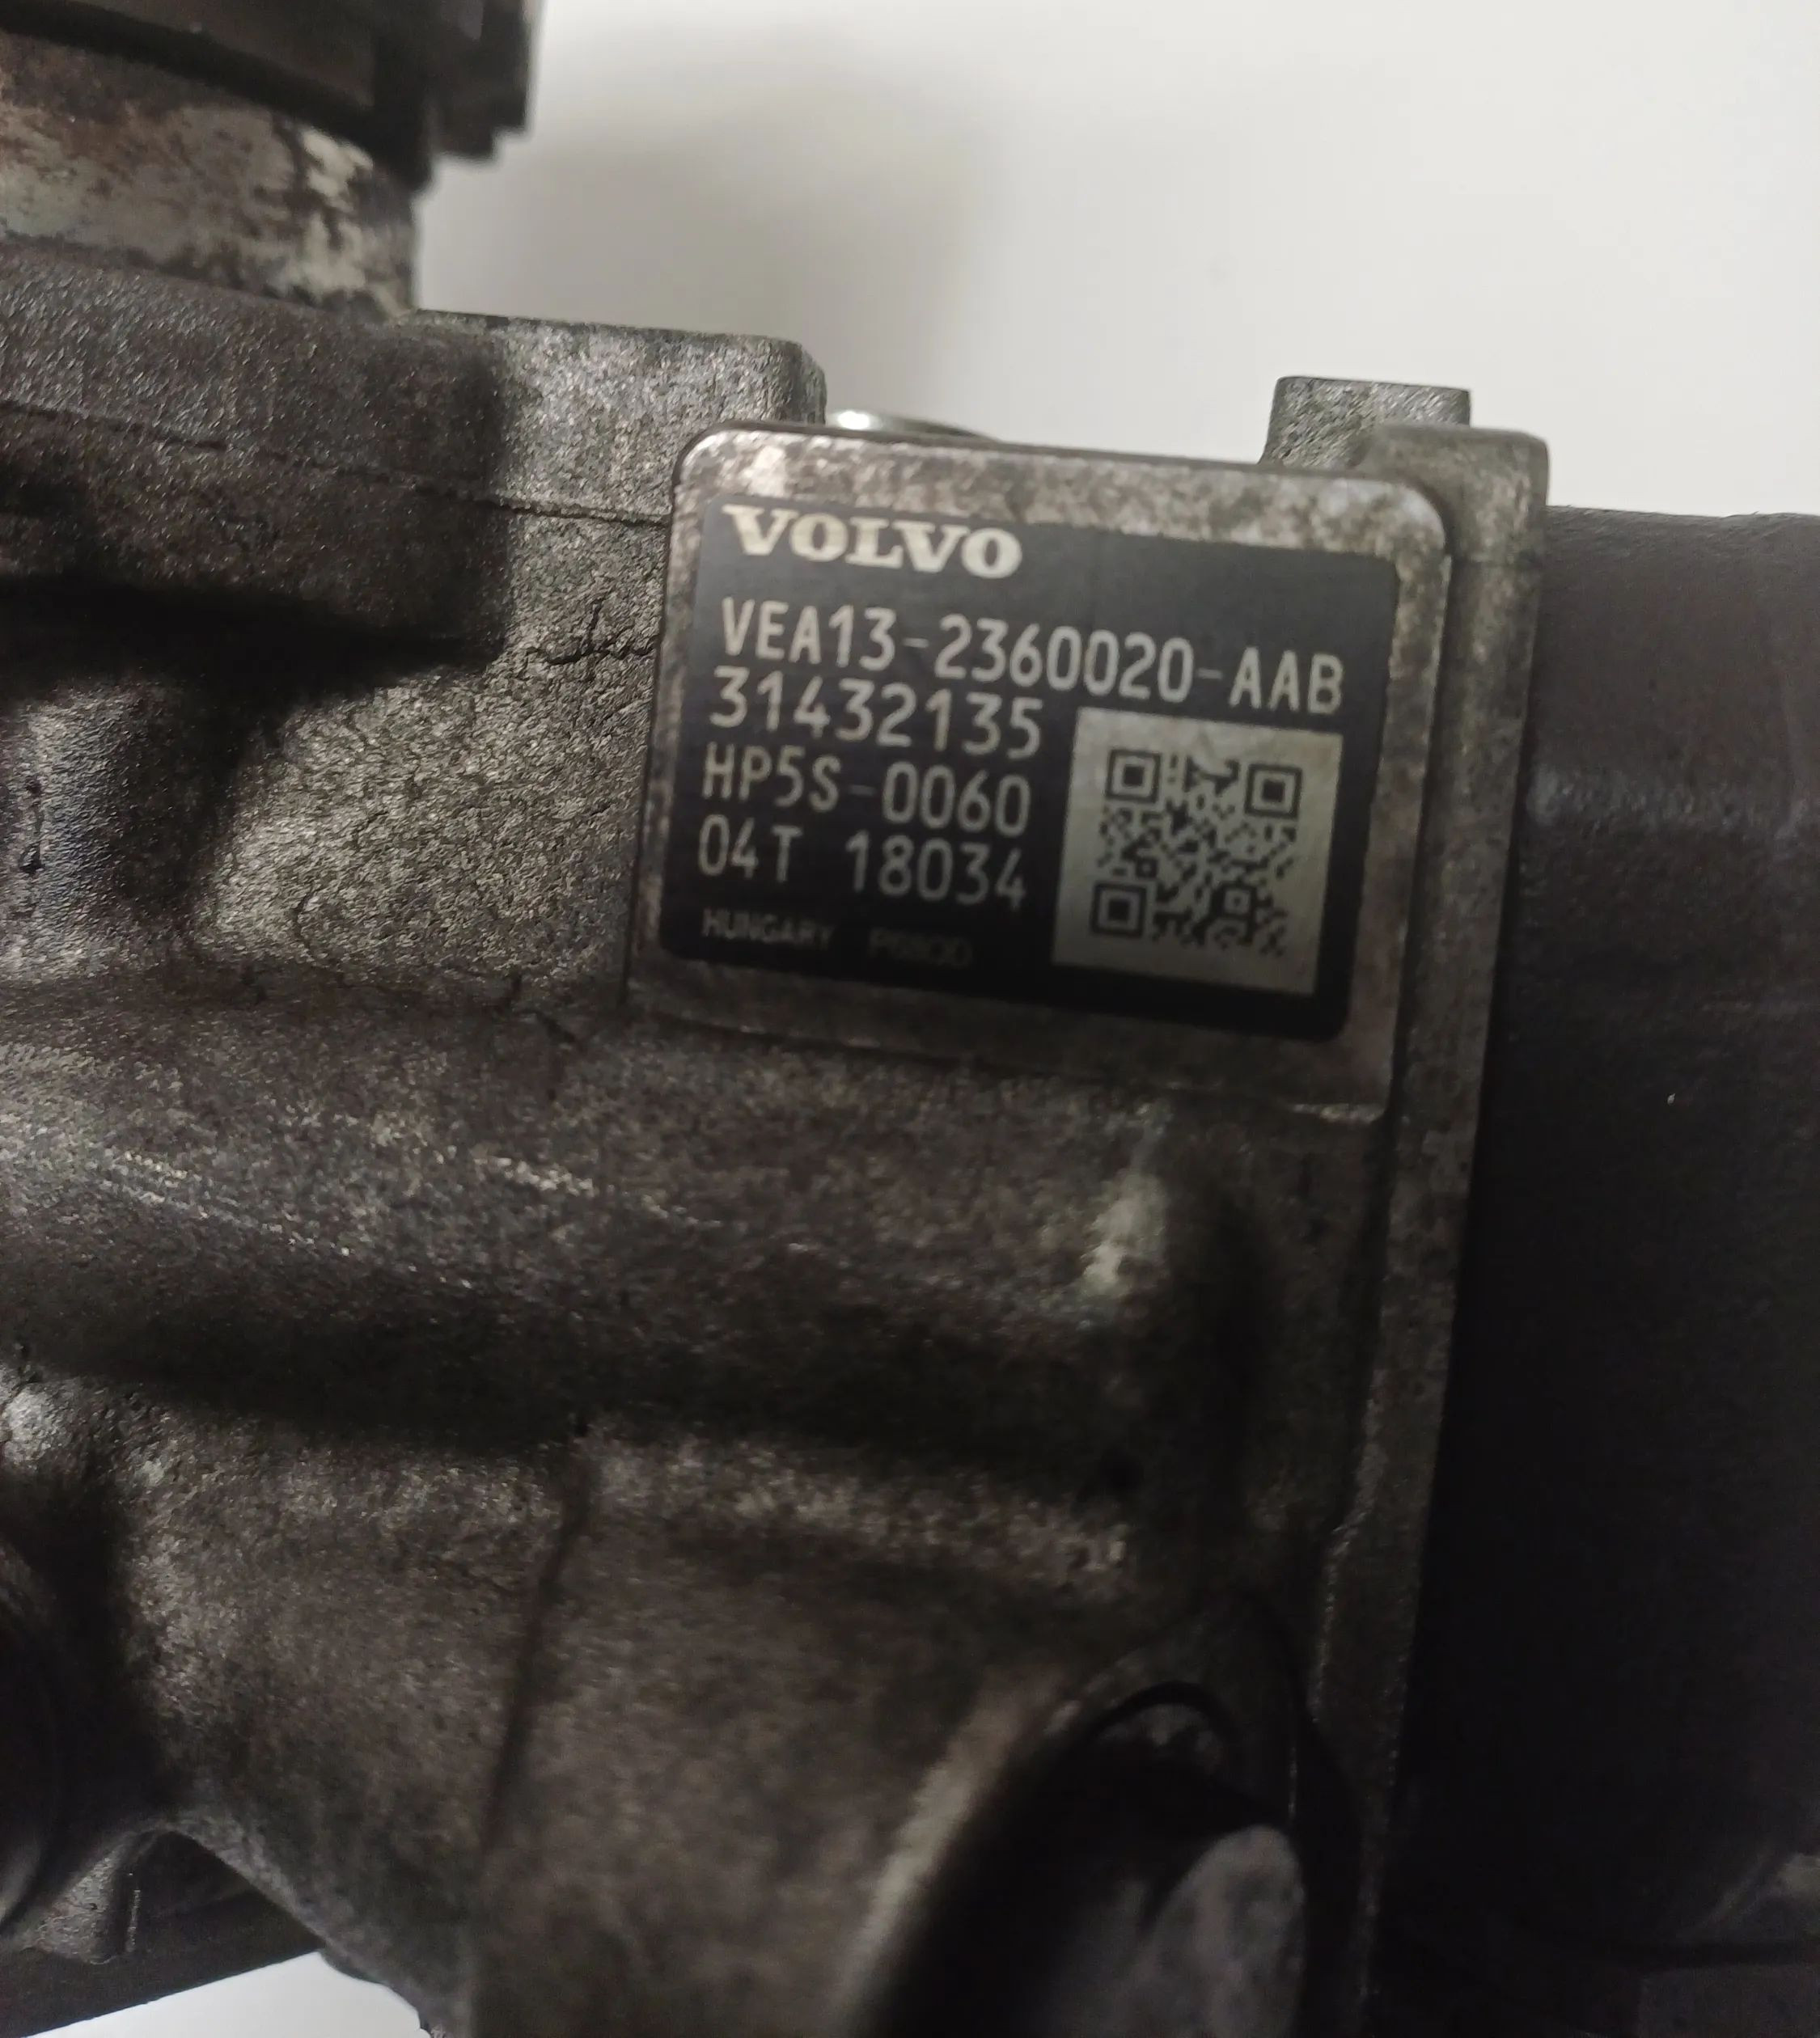 VOLVO
VEA13-2360020-AAB
31432135
HP5S-0060
04T 18034
HUNGARY